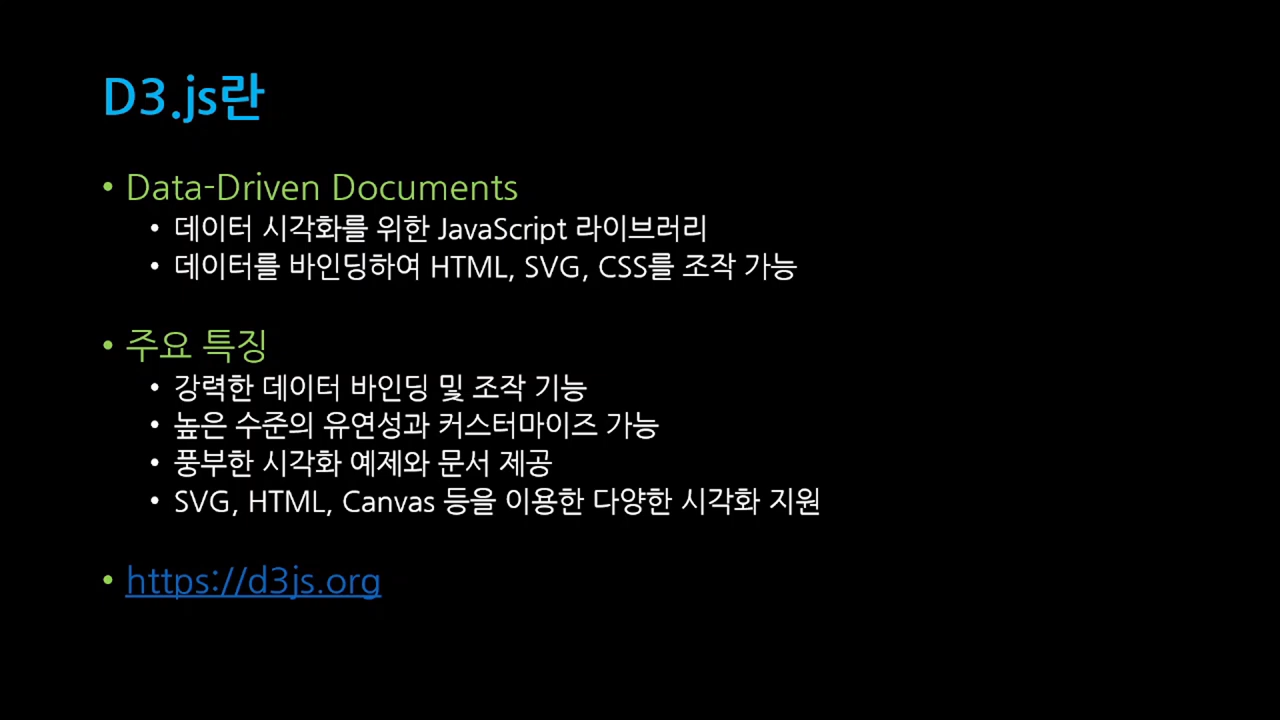 D3.js란
• Data-Driven Documents
• 데이터 시각화를 위한 JavaScript 라이브러리
• 데이터를 바인딩하여 HTML, SVG, CSS를 조작 가능
• 주요 특징
• 강력한 데이터 바인딩 및 조작 기능
• 높은 수준의 유연성과 커스터마이즈 가능
• 풍부한 시각화 예제와 문서 제공
• SVG, HTML, Canvas 등을 이용한 다양한 시각화 지원
• https://d3js.org